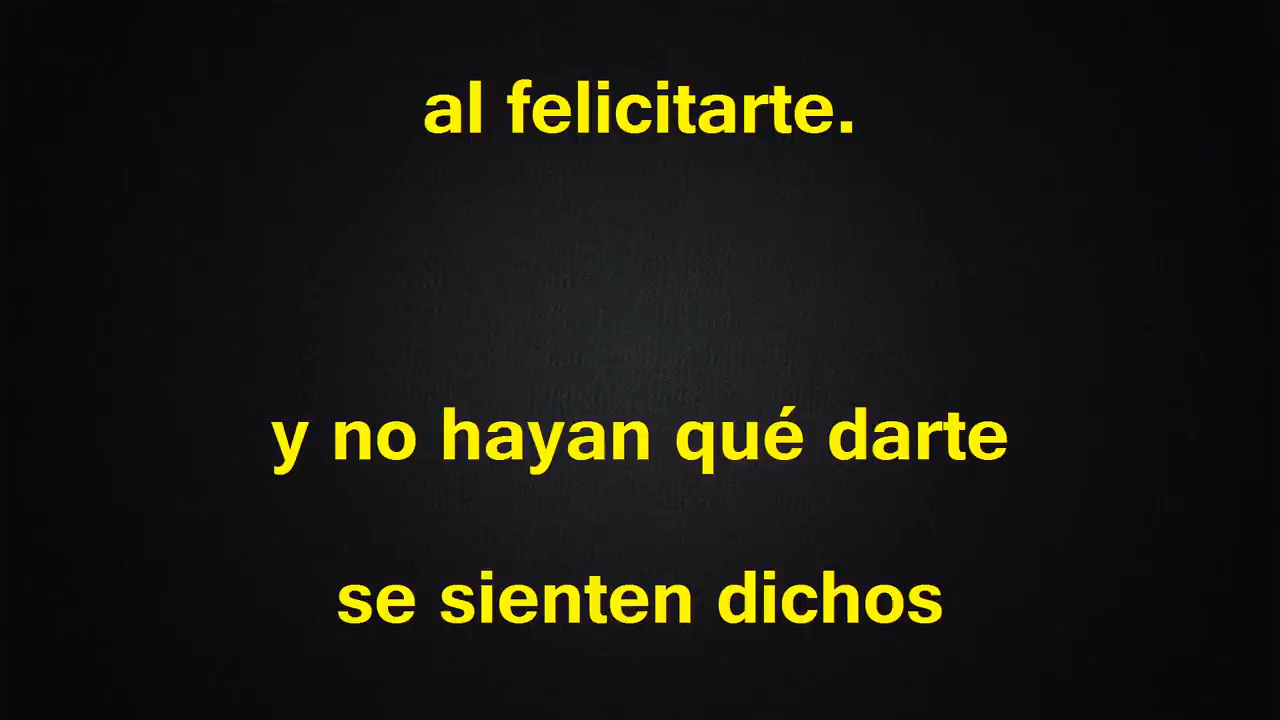 al felicitarte.
y no hayan qué darte
se sienten dichos